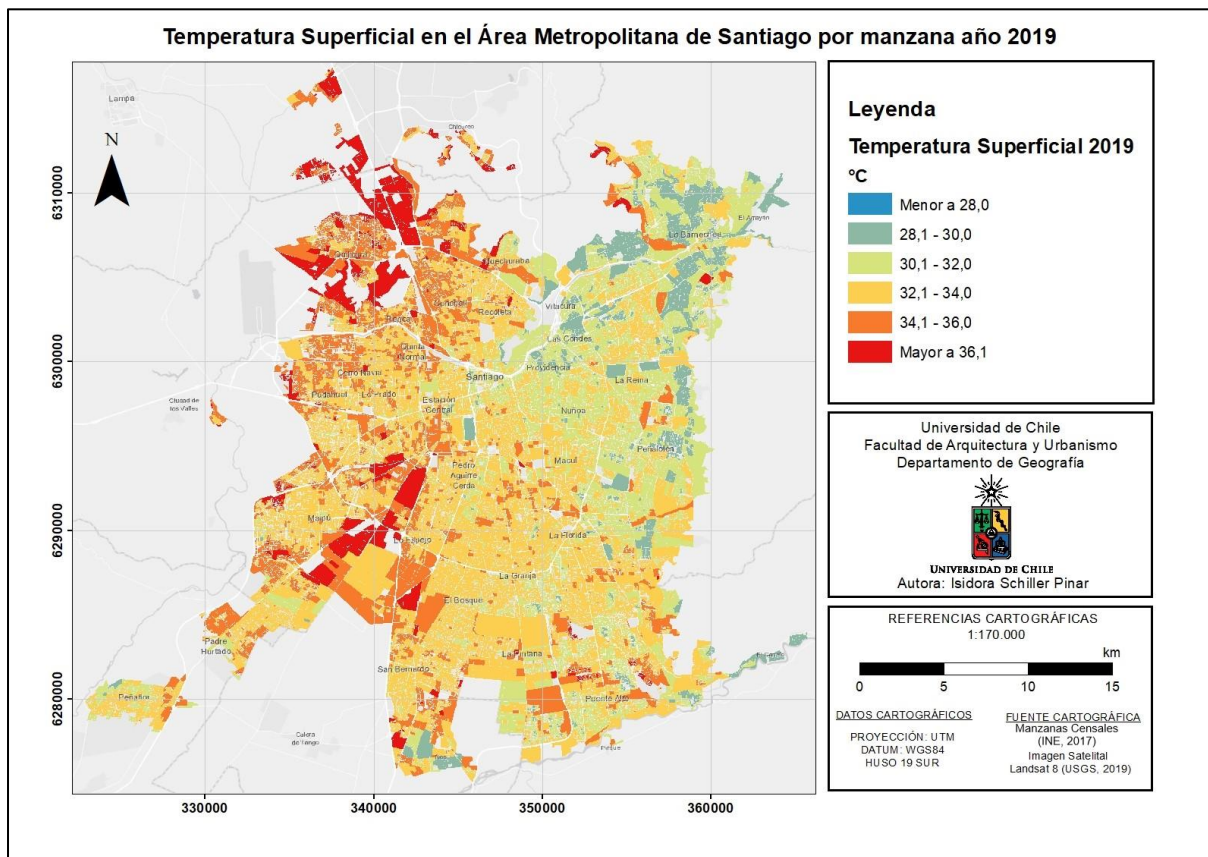 Temperatura Superficial en el Área Metropolitana de Santiago por manzana año 2019
Lampa
N
Chicureo
El Arrayán
Lo Barnechea
Quilicura
Huechuraba
Conchalí
Vitacura
Recoleta
Renca
Las Condes
Quinta
Normal
Cerro Navia
Santiago
Providencia
La Reina
Pudahuel
Lo Prado
Ciudad de
los Valles
Estación
Central
Ñuñoa
Macul
Peñalolén
Pedro
Aguirre
Cerda
Maipú
Lo Espejo
La Florida
La Granja
El Bosque
Padre
Hurtado
San Bernardo
La Pintana
Peñaflor
Puente Alto
Calera
de Tango
Pirque
6310000
6300000
6290000
6280000
330000
340000
350000
360000
Leyenda
Temperatura Superficial 2019
ºC
Menor a 28,0
28,1 - 30,0
30,1 - 32,0
32,1 - 34,0
34,1 - 36,0
Mayor a 36,1
Universidad de Chile
Facultad de Arquitectura y Urbanismo
Departamento de Geografía
UNIVERSIDAD DE CHILE
Autora: Isidora Schiller Pinar
REFERENCIAS CARTOGRÁFICAS
1:170.000
km
0 5 10 15
DATOS CARTOGRÁFICOS
PROYECCIÓN: UTM
DATUM: WGS84
HUSO 19 SUR
FUENTE CARTOGRÁFICA
Manzanas Censales
(INE, 2017)
Imagen Satelital
Landsat 8 (USGS, 2019)